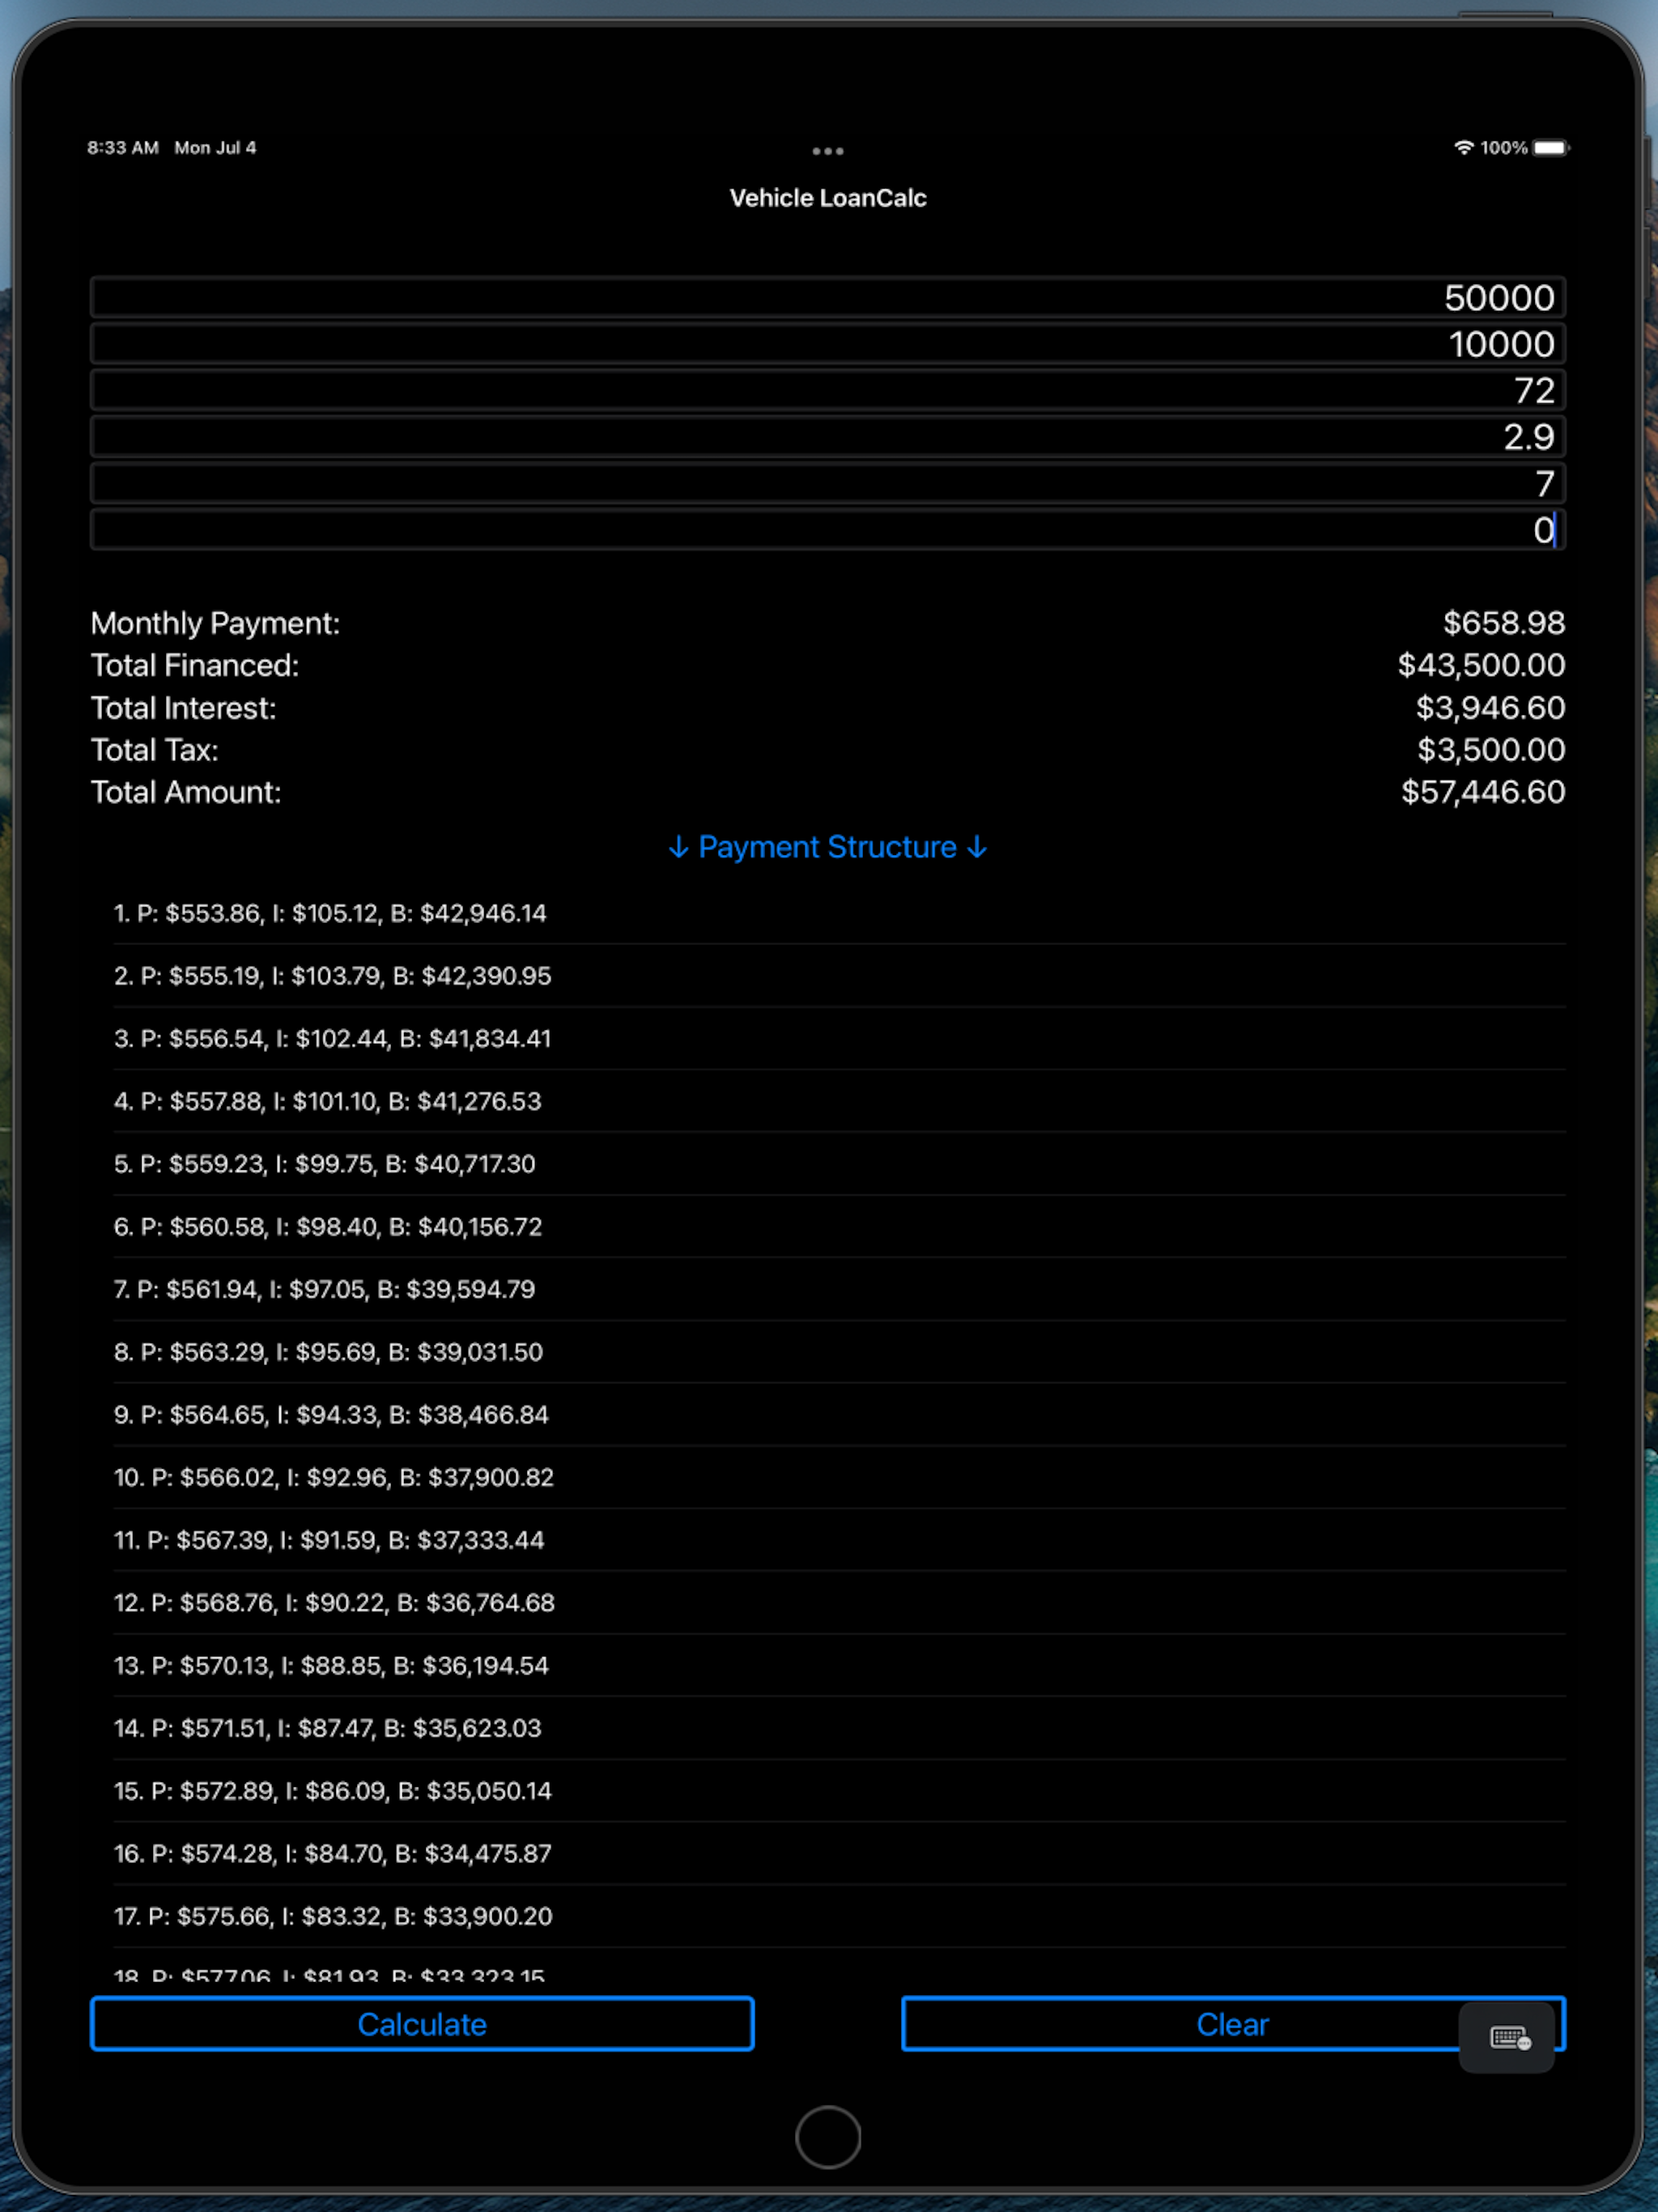 8:33 AM Mon Jul 4
100%
Vehicle LoanCalc
50000
10000
72
2.9
7
0
Monthly Payment: $658.98
Total Financed: $43,500.00
Total Interest: $3,946.60
Total Tax: $3,500.00
Total Amount: $57,446.60
↓ Payment Structure ↓
1. P: $553.86, I: $105.12, B: $42,946.14
2. P: $555.19, I: $103.79, B: $42,390.95
3. P: $556.54, I: $102.44, B: $41,834.41
4. P: $557.88, I: $101.10, B: $41,276.53
5. P: $559.23, I: $99.75, B: $40,717.30
6. P: $560.58, I: $98.40, B: $40,156.72
7. P: $561.94, I: $97.05, B: $39,594.79
8. P: $563.29, I: $95.69, B: $39,031.50
9. P: $564.65, I: $94.33, B: $38,466.84
10. P: $566.02, I: $92.96, B: $37,900.82
11. P: $567.39, I: $91.59, B: $37,333.44
12. P: $568.76, I: $90.22, B: $36,764.68
13. P: $570.13, I: $88.85, B: $36,194.54
14. P: $571.51, I: $87.47, B: $35,623.03
15. P: $572.89, I: $86.09, B: $35,050.14
16. P: $574.28, I: $84.70, B: $34,475.87
17. P: $575.66, I: $83.32, B: $33,900.20
18. P: $577.06, I: $81.93, B: $33,323.15
Calculate Clear